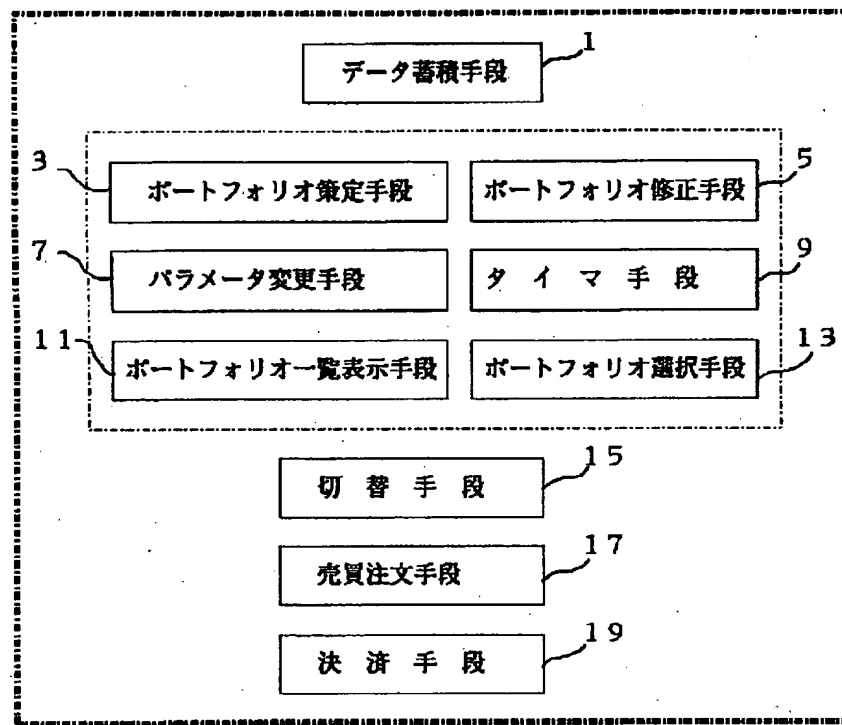 データ蓄積手段 1
3 ポートフォリオ策定手段 ポートフォリオ修正手段 5
7 パラメータ変更手段 タイマ手段 9
11 ポートフォリオ一覧表示手段 ポートフォリオ選択手段 13
切替手段 15
売買注文手段 17
決済手段 19